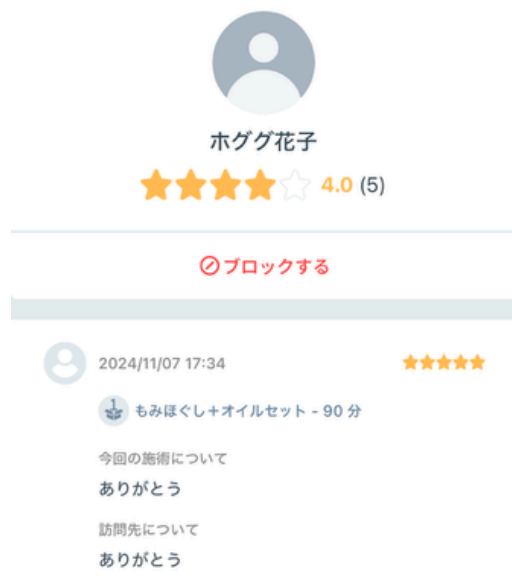 ホググ花子
4.0 (5)
ブロックする
2024/11/07 17:34
1
もみほぐし+オイルセット - 90 分
今回の施術について
ありがとう
訪問先について
ありがとう